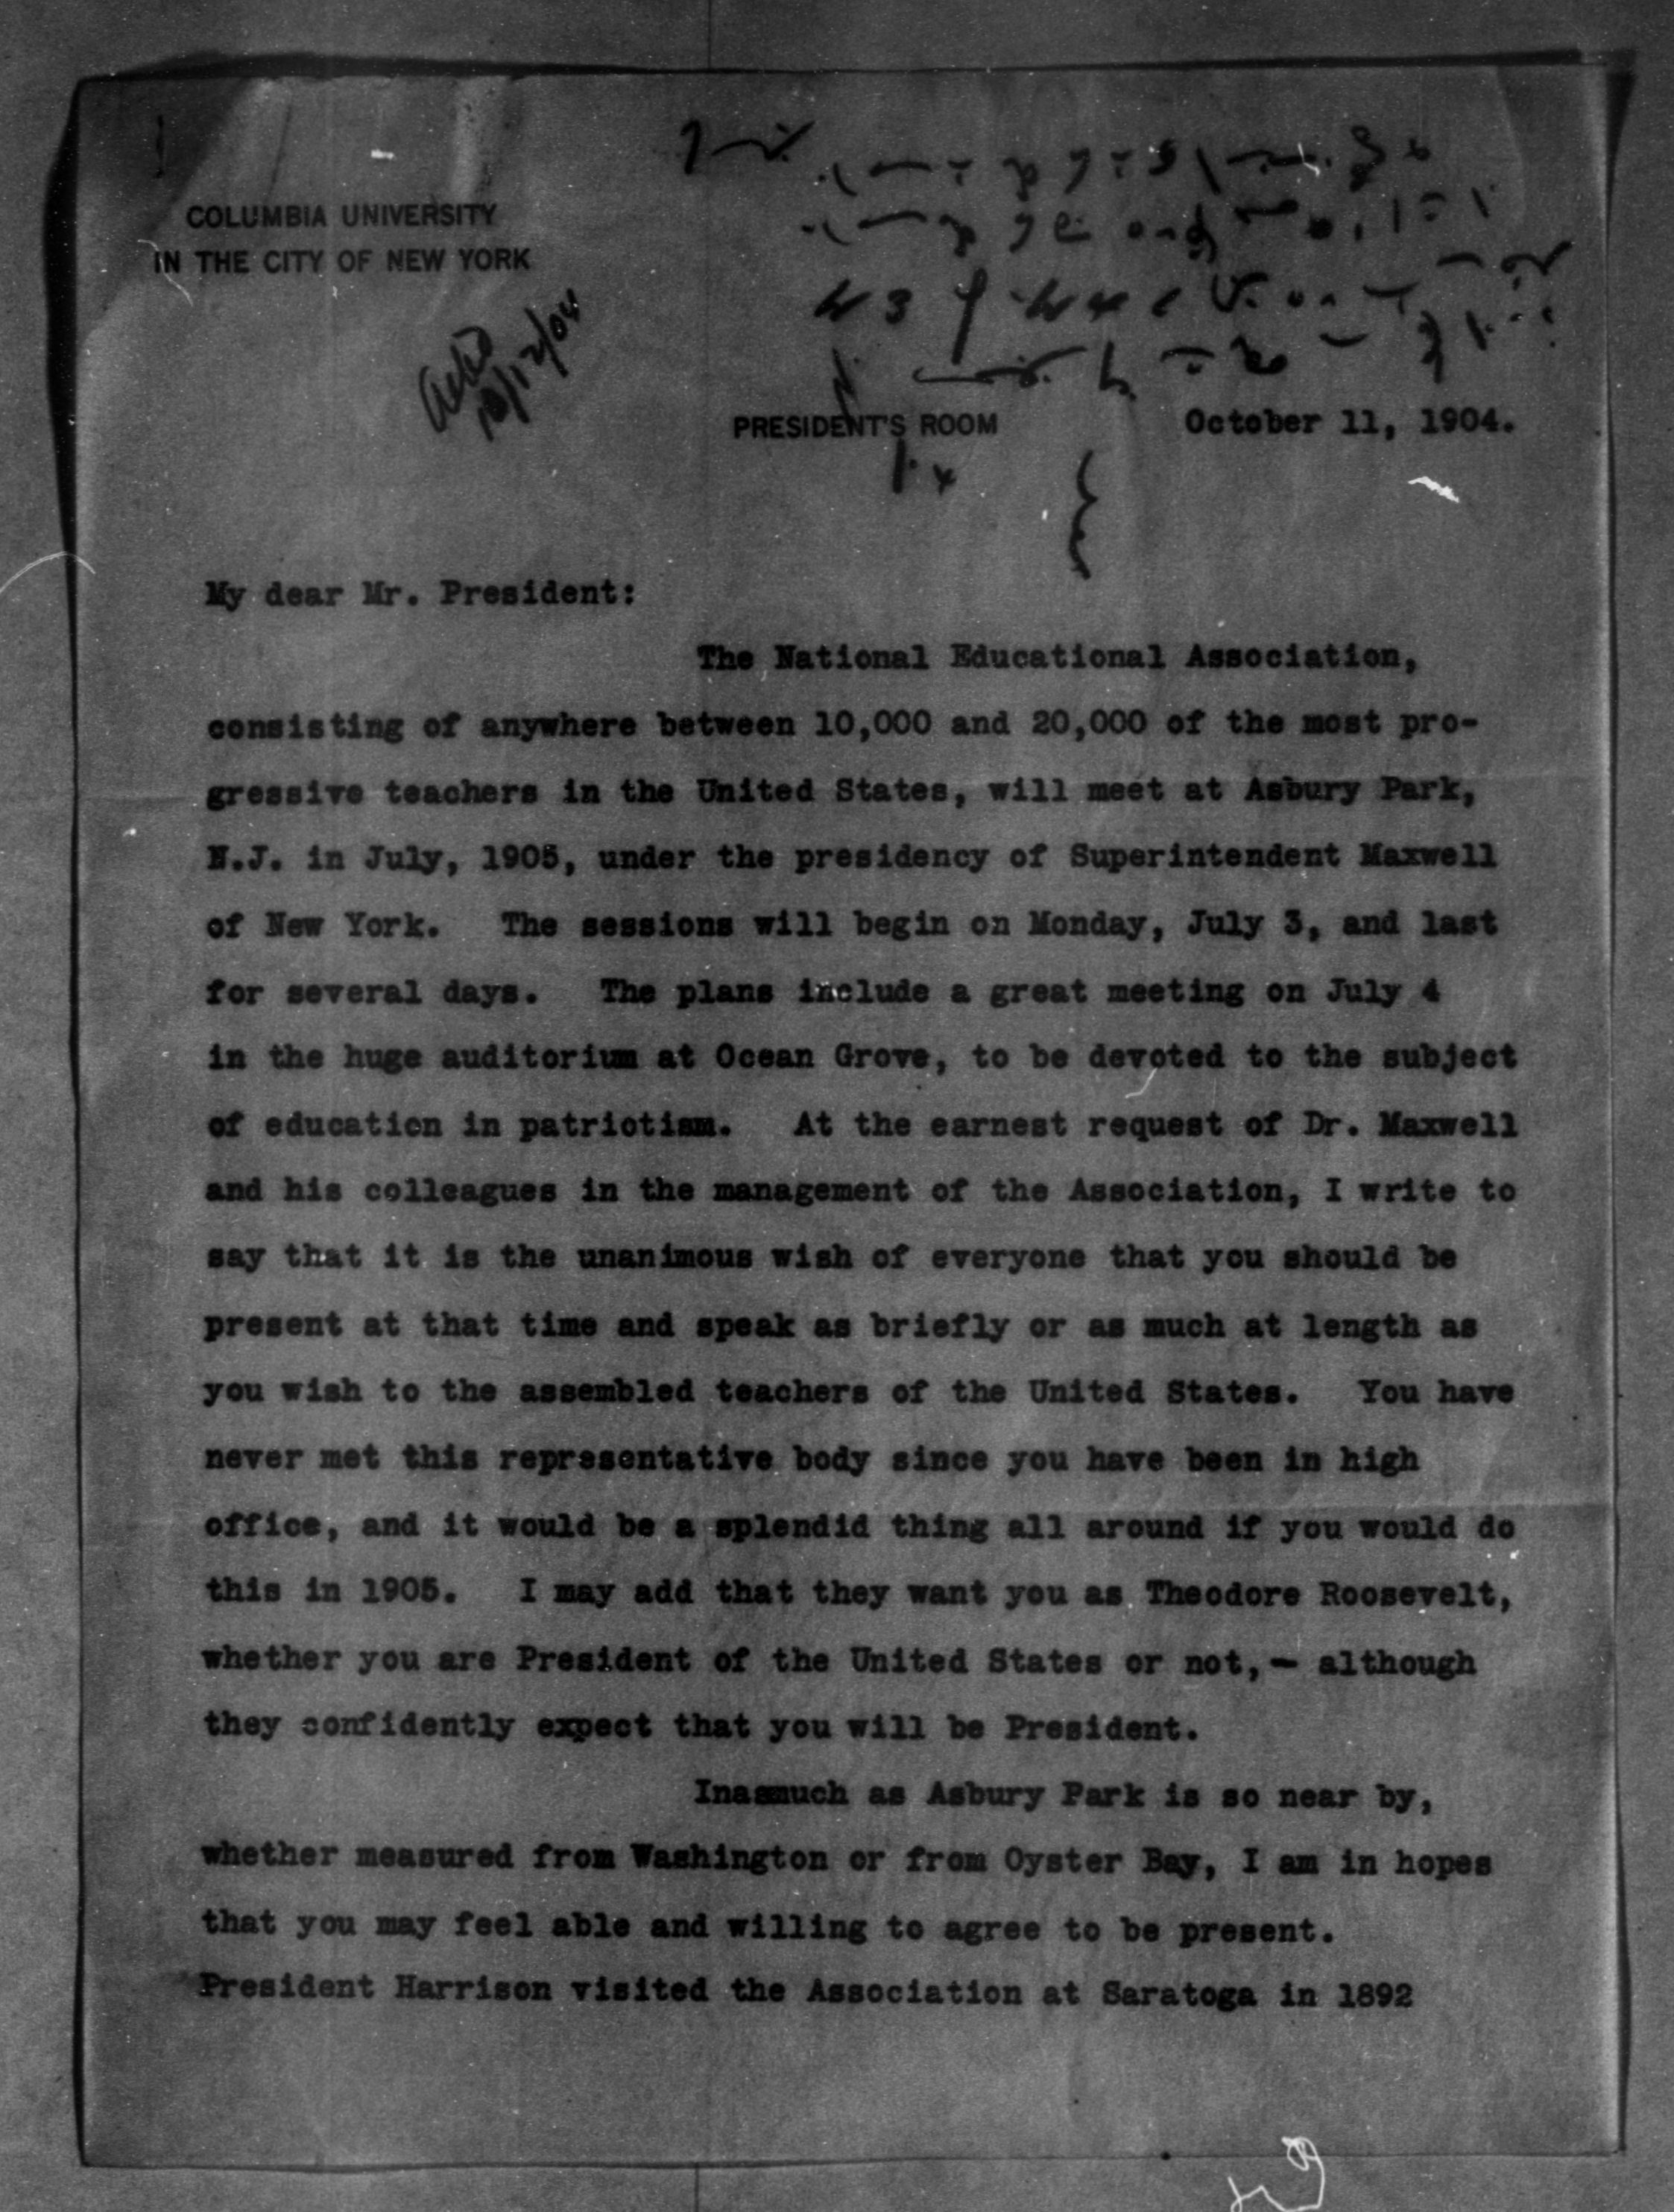 COLUMBIA UNIVERSITY
IN THE CITY OF NEW YORK
10/12/04
PRESIDENT'S ROOM October 11, 1904.
My dear Mr. President:
The National Educational Association,
consisting of anywhere between 10,000 and 20,000 of the most pro-
gressive teachers in the United States, will meet at Asbury Park,
N.J. in July, 1905, under the presidency of Superintendent Maxwell
of New York. The sessions will begin on Monday, July 3, and last
for several days. The plans include a great meeting on July 4
in the huge auditorium at Ocean Grove, to be devoted to the subject
of education in patriotism. At the earnest request of Dr. Maxwell
and his colleagues in the management of the Association, I write to
say that it is the unanimous wish of everyone that you should be
present at that time and speak as briefly or as much at length as
you wish to the assembled teachers of the United States. You have
never met this representative body since you have been in high
office, and it would be a splendid thing all around if you would do
this in 1905. I may add that they want you as Theodore Roosevelt,
whether you are President of the United States or not,- although
they confidently expect that you will be President.
Inasmuch as Asbury Park is so near by,
whether measured from Washington or from Oyster Bay, I am in hopes
that you may feel able and willing to agree to be present.
President Harrison visited the Association at Saratoga in 1892